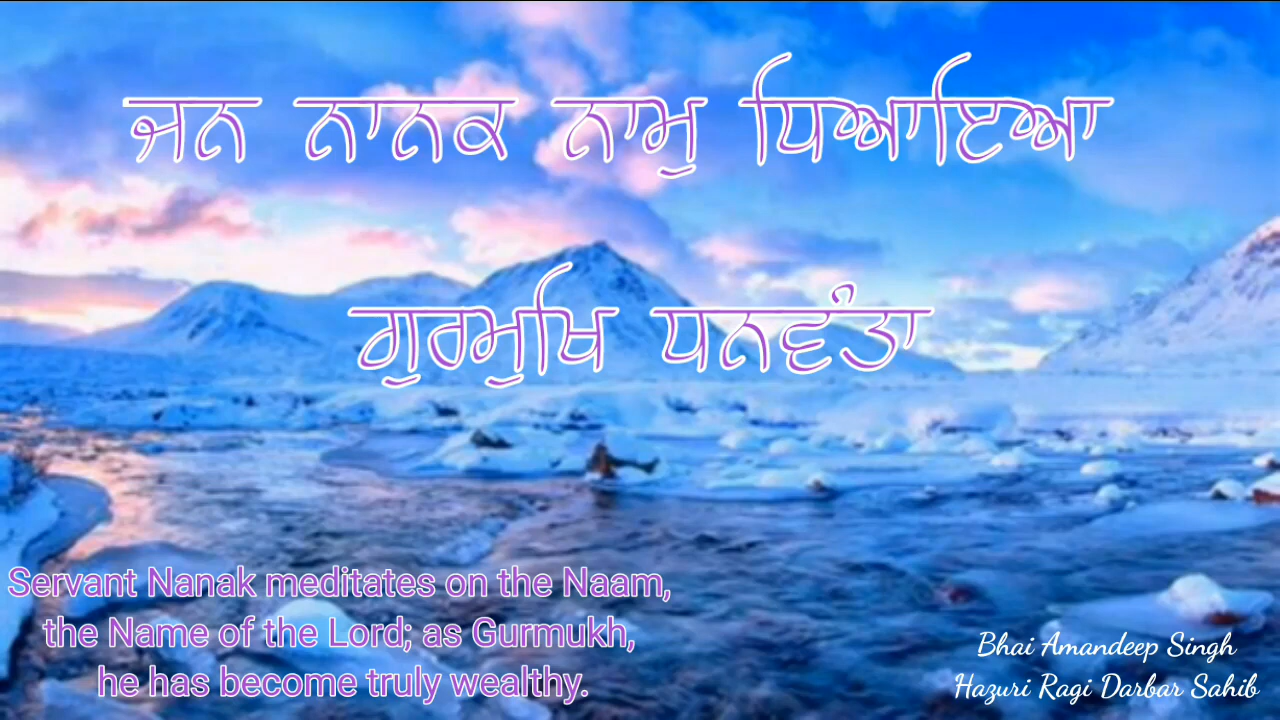 ਜਨ ਨਾਨਕ ਨਾਮੁ ਧਿਆਇਆ
ਗੁਰਮੁਖਿ ਧਨਵੰਤਾ
Servant Nanak meditates on the Naam,
the Name of the Lord; as Gurmukh,
he has become truly wealthy.
Bhai Amandeep Singh
Hazuri Ragi Darbar Sahib